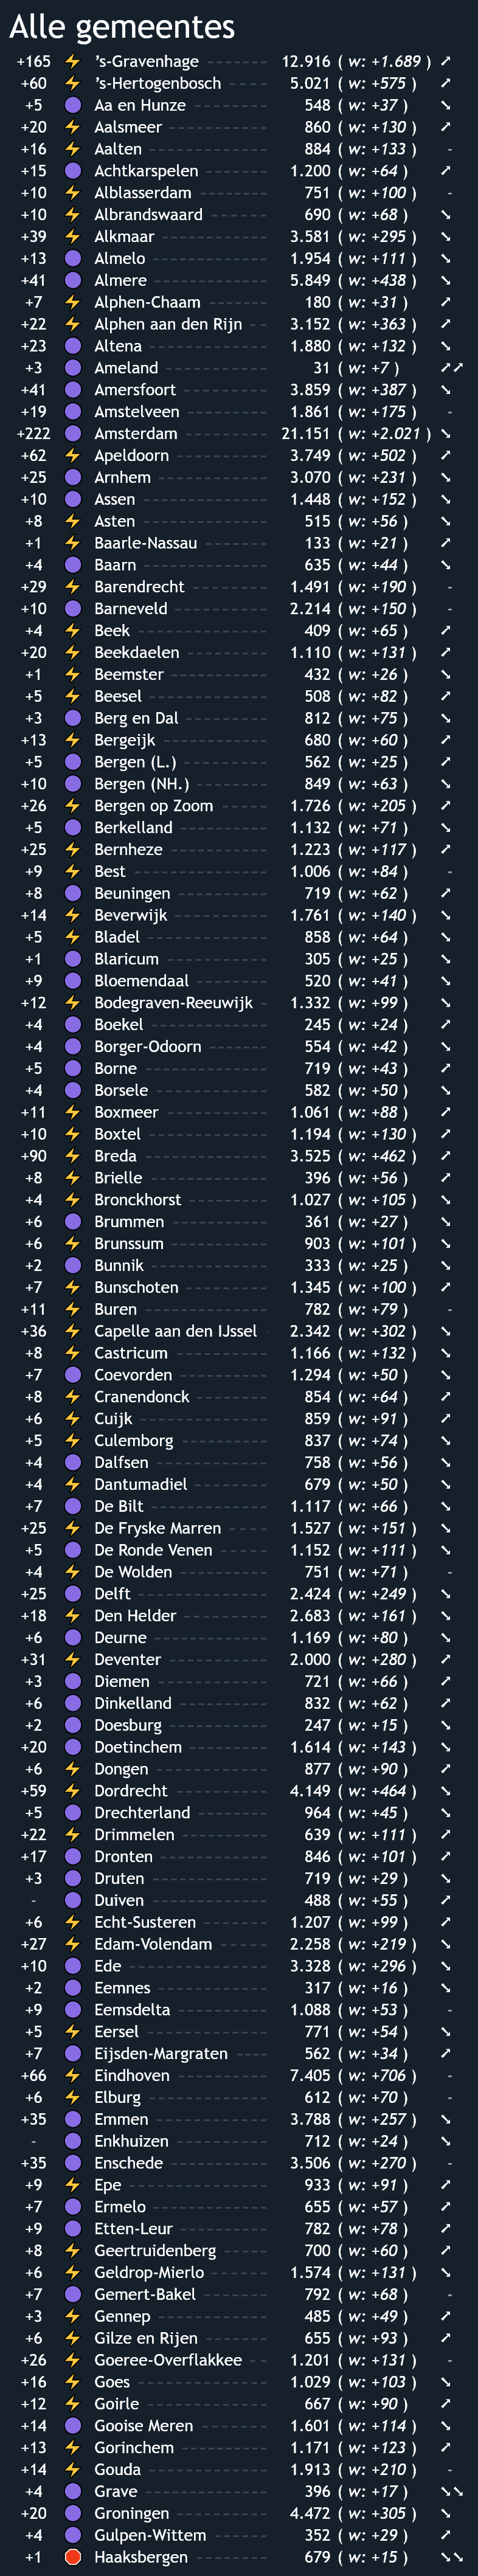 Alle gemeentes
+165 ⚡ 's-Gravenhage ------- 12.916 ( w: +1.689 ) ➚
+60 ⚡ 's-Hertogenbosch ---- 5.021 ( w: +575 ) ➚
+5 🟣 Aa en Hunze 548 ( w: +37 ) ➘
+20 ⚡ Aalsmeer 860 ( w: +130 ) ➚
+16 ⚡ Aalten 884 ( w: +133 ) -
+15 🟣 Achtkarspelen 1.200 ( w: +64 ) ➚
+10 ⚡ Alblasserdam 751 ( w: +100 ) -
+10 ⚡ Albrandswaard 690 ( w: +68 ) ➘
+39 ⚡ Alkmaar 3.581 ( w: +295 ) ➘
+13 🟣 Almelo 1.954 ( w: +111 ) ➘
+41 🟣 Almere 5.849 ( w: +438 ) ➘
+7 ⚡ Alphen-Chaam 180 ( w: +31 ) ➚
+22 ⚡ Alphen aan den Rijn 3.152 ( w: +363 ) ➚
+23 🟣 Altena 1.880 ( w: +132 ) ➘
+3 🟣 Ameland 31 ( w: +7 ) ➚➚
+41 🟣 Amersfoort 3.859 ( w: +387 ) ➘
+19 🟣 Amstelveen 1.861 ( w: +175 ) -
+222 🟣 Amsterdam 21.151 ( w: +2.021 ) ➘
+62 ⚡ Apeldoorn 3.749 ( w: +502 ) ➚
+25 🟣 Arnhem 3.070 ( w: +231 ) ➘
+10 🟣 Assen 1.448 ( w: +152 ) ➘
+8 ⚡ Asten 515 ( w: +56 ) ➘
+1 ⚡ Baarle-Nassau 133 ( w: +21 ) ➚
+4 🟣 Baarn 635 ( w: +44 ) ➘
+29 ⚡ Barendrecht 1.491 ( w: +190 ) -
+10 🟣 Barneveld 2.214 ( w: +150 ) -
+4 ⚡ Beek 409 ( w: +65 ) ➚
+20 ⚡ Beekdaelen 1.110 ( w: +131 ) ➚
+1 ⚡ Beemster 432 ( w: +26 ) ➘
+5 ⚡ Beesel 508 ( w: +82 ) ➚
+3 🟣 Berg en Dal 812 ( w: +75 ) ➘
+13 ⚡ Bergeijk 680 ( w: +60 ) ➚
+5 🟣 Bergen (L.) 562 ( w: +25 ) ➚
+10 🟣 Bergen (NH.) 849 ( w: +63 ) ➘
+26 ⚡ Bergen op Zoom 1.726 ( w: +205 ) ➚
+5 🟣 Berkelland 1.132 ( w: +71 ) ➘
+25 ⚡ Bernheze 1.223 ( w: +117 ) ➚
+9 ⚡ Best 1.006 ( w: +84 ) -
+8 🟣 Beuningen 719 ( w: +62 ) ➚
+14 ⚡ Beverwijk 1.761 ( w: +140 ) ➘
+5 ⚡ Bladel 858 ( w: +64 ) ➘
+1 🟣 Blaricum 305 ( w: +25 ) ➘
+9 🟣 Bloemendaal 520 ( w: +41 ) ➘
+12 ⚡ Bodegraven-Reeuwijk 1.332 ( w: +99 ) ➘
+4 🟣 Boekel 245 ( w: +24 ) ➚
+4 🟣 Borger-Odoorn 554 ( w: +42 ) ➘
+5 🟣 Borne 719 ( w: +43 ) ➚
+4 🟣 Borsele 582 ( w: +50 ) ➘
+11 ⚡ Boxmeer 1.061 ( w: +88 ) ➚
+10 ⚡ Boxtel 1.194 ( w: +130 ) ➚
+90 ⚡ Breda 3.525 ( w: +462 ) ➚
+8 ⚡ Brielle 396 ( w: +56 ) ➚
+4 ⚡ Bronckhorst 1.027 ( w: +105 ) ➘
+6 🟣 Brummen 361 ( w: +27 ) ➘
+6 ⚡ Brunssum 903 ( w: +101 ) ➘
+2 🟣 Bunnik 333 ( w: +25 ) ➘
+7 ⚡ Bunschoten 1.345 ( w: +100 ) ➚
+11 ⚡ Buren 782 ( w: +79 ) -
+36 ⚡ Capelle aan den IJssel 2.342 ( w: +302 ) ➘
+8 ⚡ Castricum 1.166 ( w: +132 ) ➘
+7 🟣 Coevorden 1.294 ( w: +50 ) ➘
+8 ⚡ Cranendonck 854 ( w: +64 ) ➚
+6 ⚡ Cuijk 859 ( w: +91 ) ➚
+5 ⚡ Culemborg 837 ( w: +74 ) ➘
+4 🟣 Dalfsen 758 ( w: +56 ) ➘
+4 ⚡ Dantumadiel 679 ( w: +50 ) ➘
+7 🟣 De Bilt 1.117 ( w: +66 ) ➘
+25 ⚡ De Fryske Marren 1.527 ( w: +151 ) ➘
+5 🟣 De Ronde Venen 1.152 ( w: +111 ) ➘
+4 ⚡ De Wolden 751 ( w: +71 ) -
+25 🟣 Delft 2.424 ( w: +249 ) ➘
+18 ⚡ Den Helder 2.683 ( w: +161 ) ➘
+6 🟣 Deurne 1.169 ( w: +80 ) ➘
+31 ⚡ Deventer 2.000 ( w: +280 ) ➚
+3 🟣 Diemen 721 ( w: +66 ) ➚
+6 🟣 Dinkelland 832 ( w: +62 ) ➚
+2 🟣 Doesburg 247 ( w: +15 ) ➘
+20 🟣 Doetinchem 1.614 ( w: +143 ) ➘
+6 ⚡ Dongen 877 ( w: +90 ) ➚
+59 ⚡ Dordrecht 4.149 ( w: +464 ) ➘
+5 🟣 Drechterland 964 ( w: +45 ) ➘
+22 ⚡ Drimmelen 639 ( w: +111 ) ➚
+17 🟣 Dronten 846 ( w: +101 ) ➚
+3 🟣 Druten 719 ( w: +29 ) ➘
- 🟣 Duiven 488 ( w: +55 ) ➚
+6 ⚡ Echt-Susteren 1.207 ( w: +99 ) ➚
+27 ⚡ Edam-Volendam 2.258 ( w: +219 ) ➘
+10 🟣 Ede 3.328 ( w: +296 ) ➘
+2 🟣 Eemnes 317 ( w: +16 ) ➘
+9 🟣 Eemsdelta 1.088 ( w: +53 ) -
+5 ⚡ Eersel 771 ( w: +54 ) ➘
+7 🟣 Eijsden-Margraten 562 ( w: +34 ) ➚
+66 ⚡ Eindhoven 7.405 ( w: +706 ) -
+6 ⚡ Elburg 612 ( w: +70 ) -
+35 🟣 Emmen 3.788 ( w: +257 ) ➘
- 🟣 Enkhuizen 712 ( w: +24 ) ➘
+35 🟣 Enschede 3.506 ( w: +270 ) -
+9 ⚡ Epe 933 ( w: +91 ) ➚
+7 🟣 Ermelo 655 ( w: +57 ) ➚
+9 🟣 Etten-Leur 782 ( w: +78 ) ➚
+8 ⚡ Geertruidenberg 700 ( w: +60 ) ➚
+6 ⚡ Geldrop-Mierlo 1.574 ( w: +131 ) ➘
+7 🟣 Gemert-Bakel 792 ( w: +68 ) -
+3 ⚡ Gennep 485 ( w: +49 ) ➚
+6 ⚡ Gilze en Rijen 655 ( w: +93 ) ➚
+26 ⚡ Goeree-Overflakkee 1.201 ( w: +131 ) -
+16 ⚡ Goes 1.029 ( w: +103 ) ➘
+12 ⚡ Goirle 667 ( w: +90 ) ➚
+14 🟣 Gooise Meren 1.601 ( w: +114 ) ➘
+13 ⚡ Gorinchem 1.171 ( w: +123 ) ➚
+14 ⚡ Gouda 1.913 ( w: +210 ) -
+4 🟣 Grave 396 ( w: +17 ) ➘➘
+20 🟣 Groningen 4.472 ( w: +305 ) ➘
+4 🟣 Gulpen-Wittem 352 ( w: +29 ) ➚
+1 🛑 Haaksbergen 679 ( w: +15 ) ➘➘